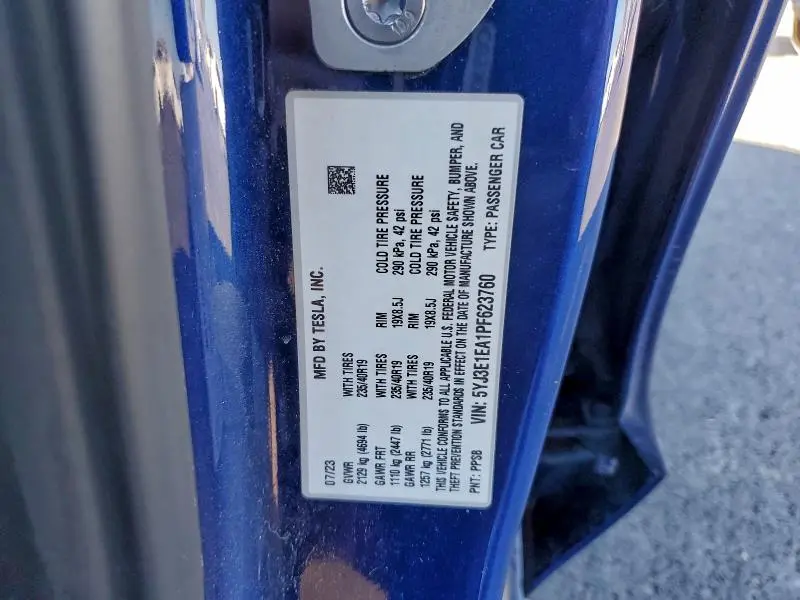 MFD BY TESLA, INC.
07/23
GVWR WITH TIRES
2129 kg (4694 lb) 235/40R19
GAWR FRT WITH TIRES RIM COLD TIRE PRESSURE
1110 kg (2447 lb) 235/40R19 19X8.5J 290 kPa, 42 psi
GAWR RR WITH TIRES RIM COLD TIRE PRESSURE
1257 kg (2771 lb) 235/40R19 19X8.5J 290 kPa, 42 psi
THIS VEHICLE CONFORMS TO ALL APPLICABLE U.S. FEDERAL MOTOR VEHICLE SAFETY, BUMPER, AND
THEFT PREVENTION STANDARDS IN EFFECT ON THE DATE OF MANUFACTURE SHOWN ABOVE.
PNT: PPSB VIN: 5YJ3E1EA1PF623760 TYPE: PASSENGER CAR